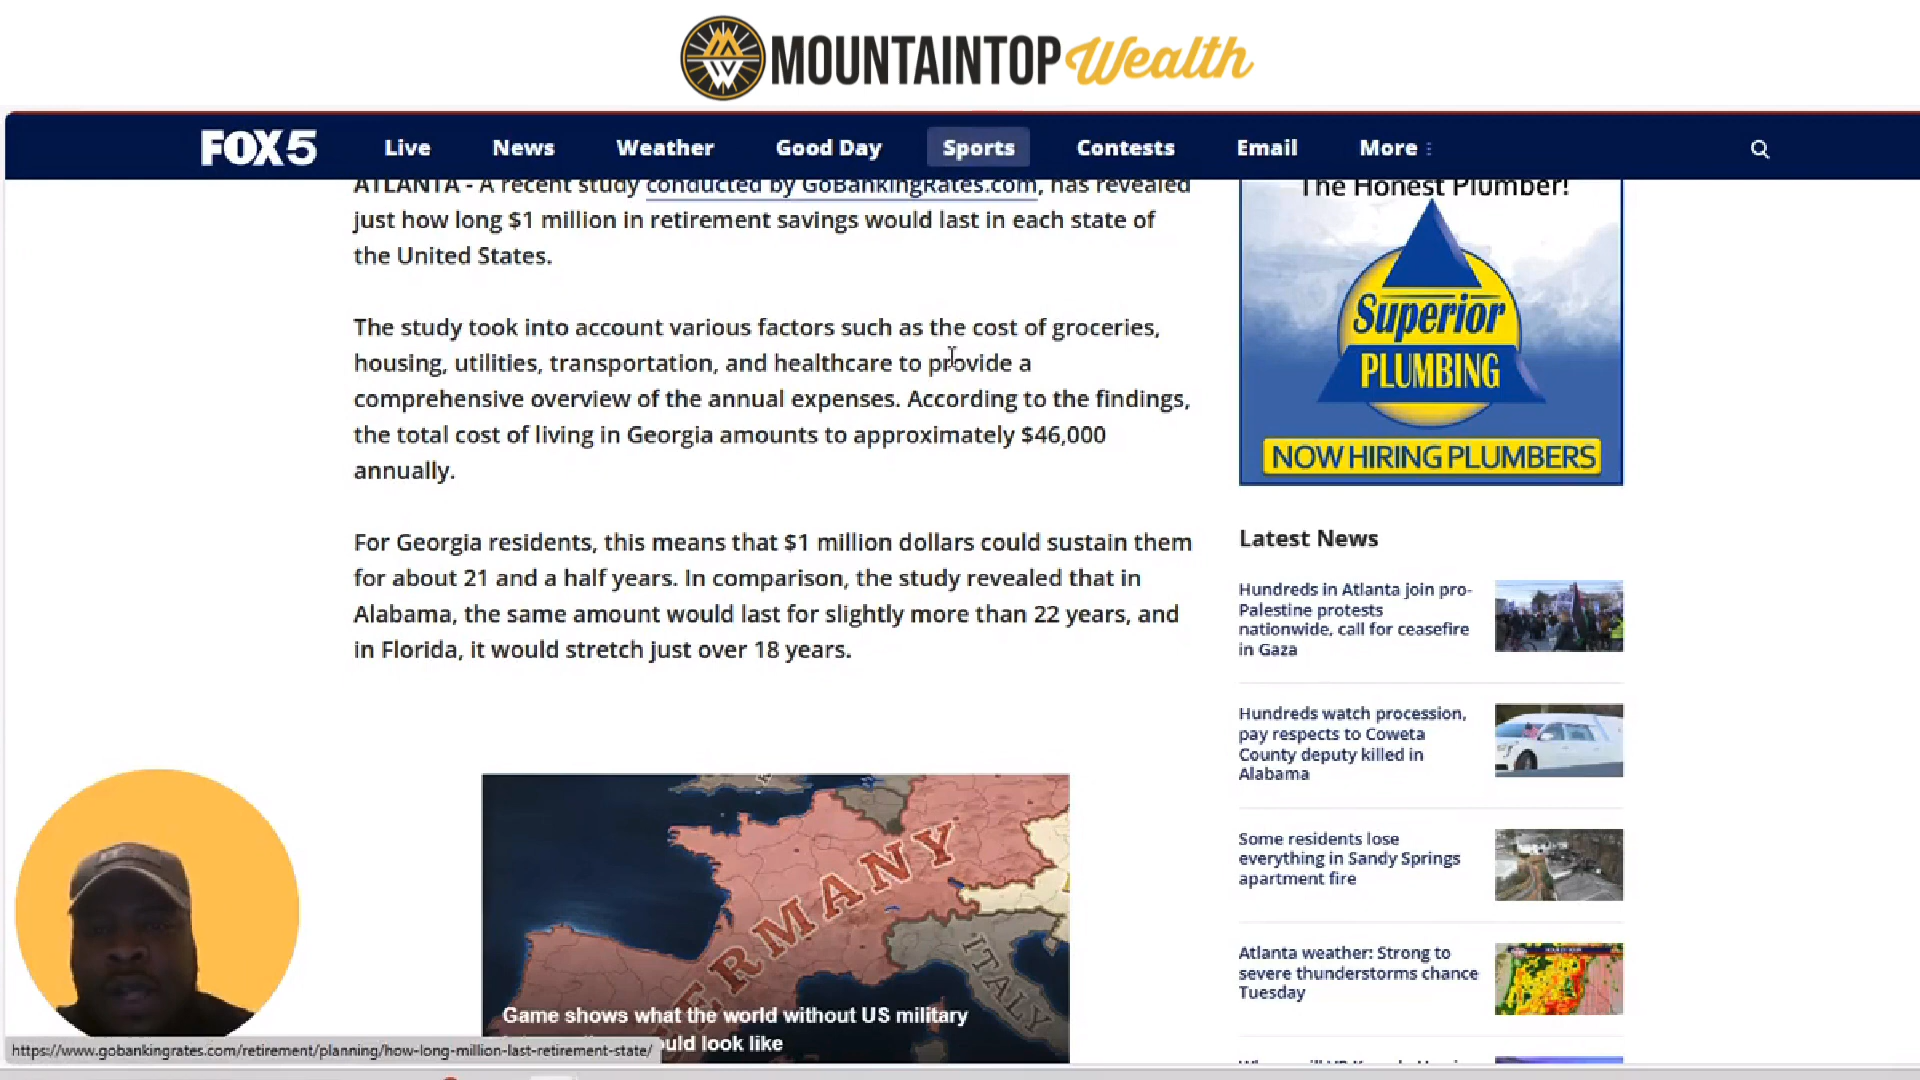 MOUNTAINTOP Wealth
FOX 5
Live
News
Weather
Good Day
Sports
Contests
Email
More
ATLANTA - A recent study conducted by GoBankingRates.com, has revealed
just how long $1 million in retirement savings would last in each state of
the United States.
The study took into account various factors such as the cost of groceries,
housing, utilities, transportation, and healthcare to provide a
comprehensive overview of the annual expenses. According to the findings,
the total cost of living in Georgia amounts to approximately $46,000
annually.
For Georgia residents, this means that $1 million dollars could sustain them
for about 21 and a half years. In comparison, the study revealed that in
Alabama, the same amount would last for slightly more than 22 years, and
in Florida, it would stretch just over 18 years.
GERMANY
ITALY
Game shows what the world without US military
would look like
The Honest Plumber!
Superior
PLUMBING
NOW HIRING PLUMBERS
Latest News
Hundreds in Atlanta join pro-
Palestine protests
nationwide, call for ceasefire
in Gaza
Hundreds watch procession,
pay respects to Coweta
County deputy killed in
Alabama
Some residents lose
everything in Sandy Springs
apartment fire
Atlanta weather: Strong to
severe thunderstorms chance
Tuesday
https://www.gobankingrates.com/retirement/planning/how-long-million-last-retirement-state/